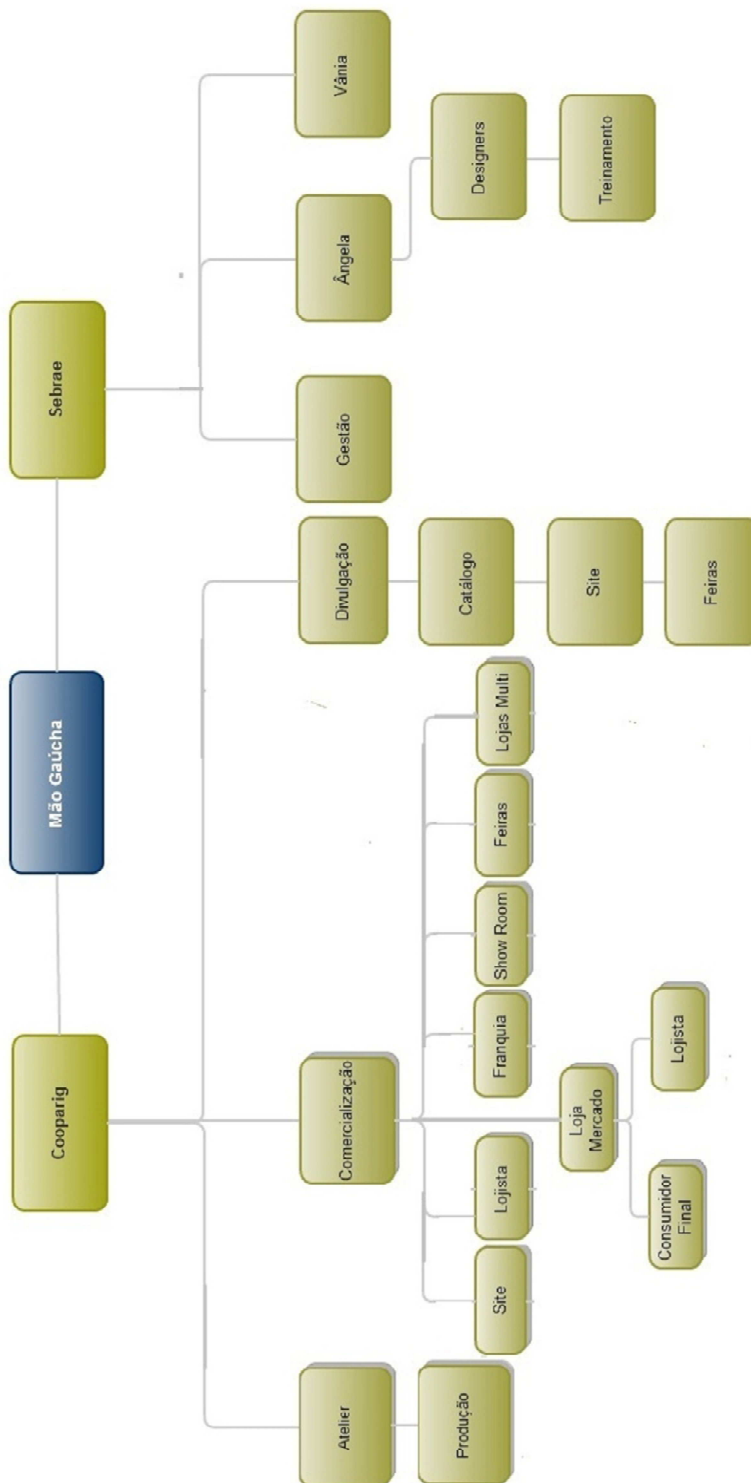 Cooparig
Mão Gaúcha
Sebrae
Atelier
Comercialização
Divulgação
Gestão
Ângela
Vânia
Produção
Site
Lojista
Franquia
Show Room
Feiras
Lojas Multi
Catálogo
Designers
Loja
Mercado
Site
Treinamento
Consumidor
Final
Lojista
Feiras